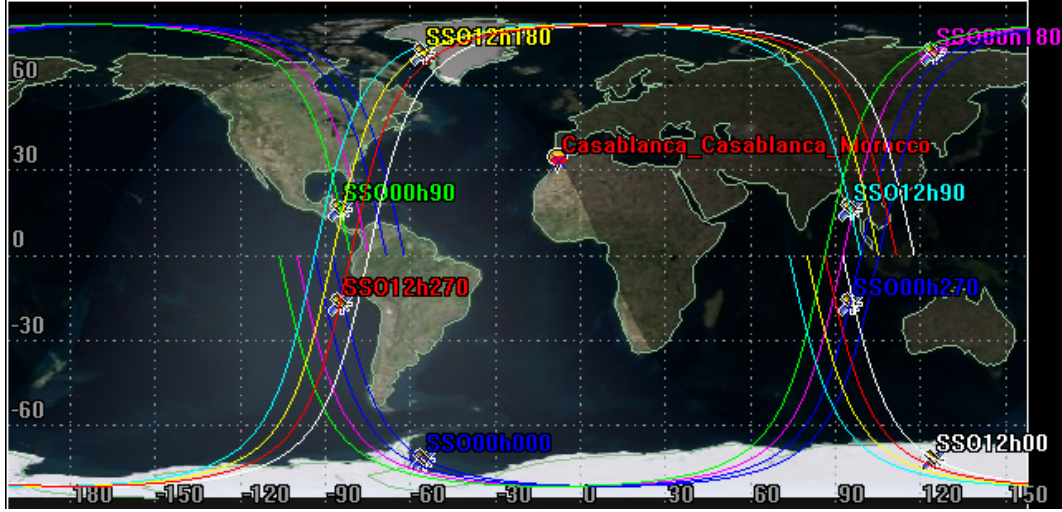 SSO12h180
SSO00h180
60
Casablanca_Casablanca_Morocco
30
SSO00h90
SSO12h90
0
SSO12h270
SSO00h270
-30
-60
SSO00h000
SSO12h00
-180 -150 -120 -90 -60 -30 0 30 60 90 120 150